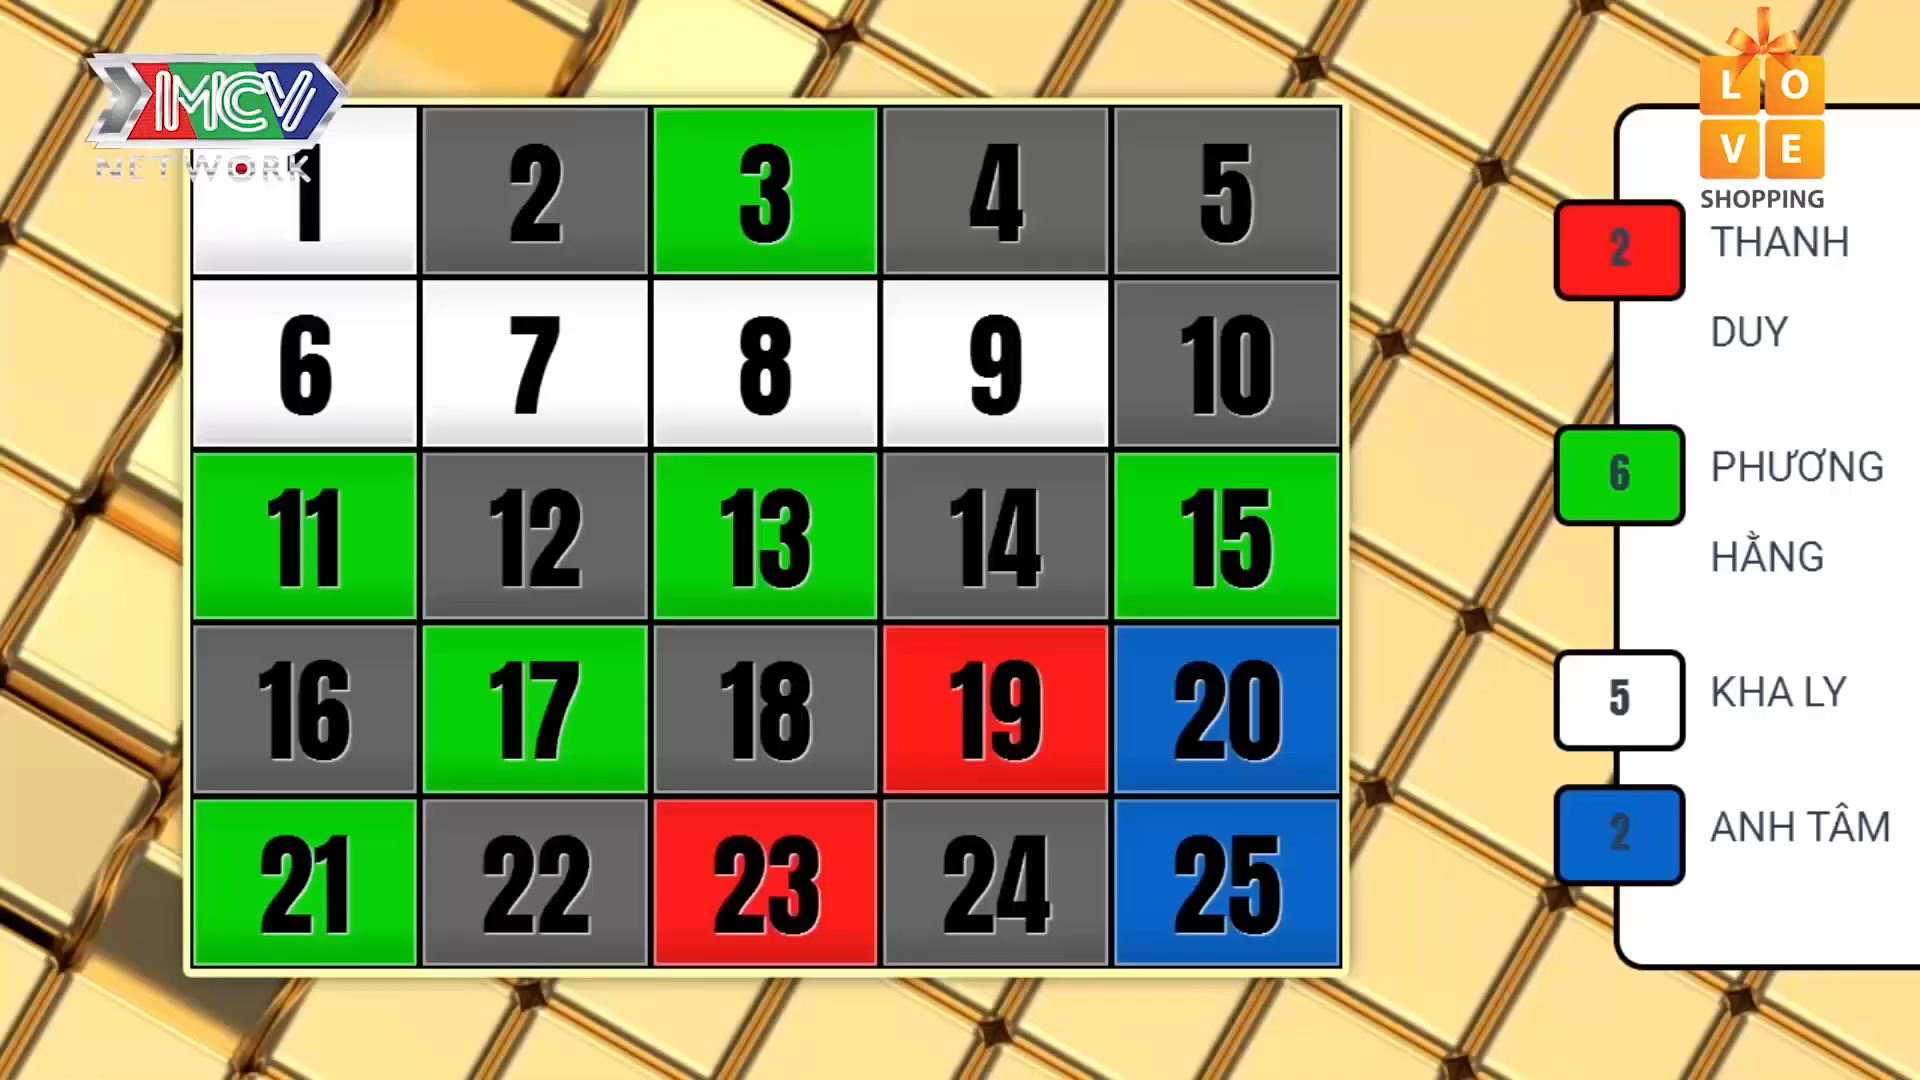 MCV
NETWORK
L O
V E
SHOPPING
1 2 3 4 5
6 7 8 9 10
11 12 13 14 15
16 17 18 19 20
21 22 23 24 25
2 THANH
DUY
6 PHƯƠNG
HẰNG
5 KHA LY
2 ANH TÂM